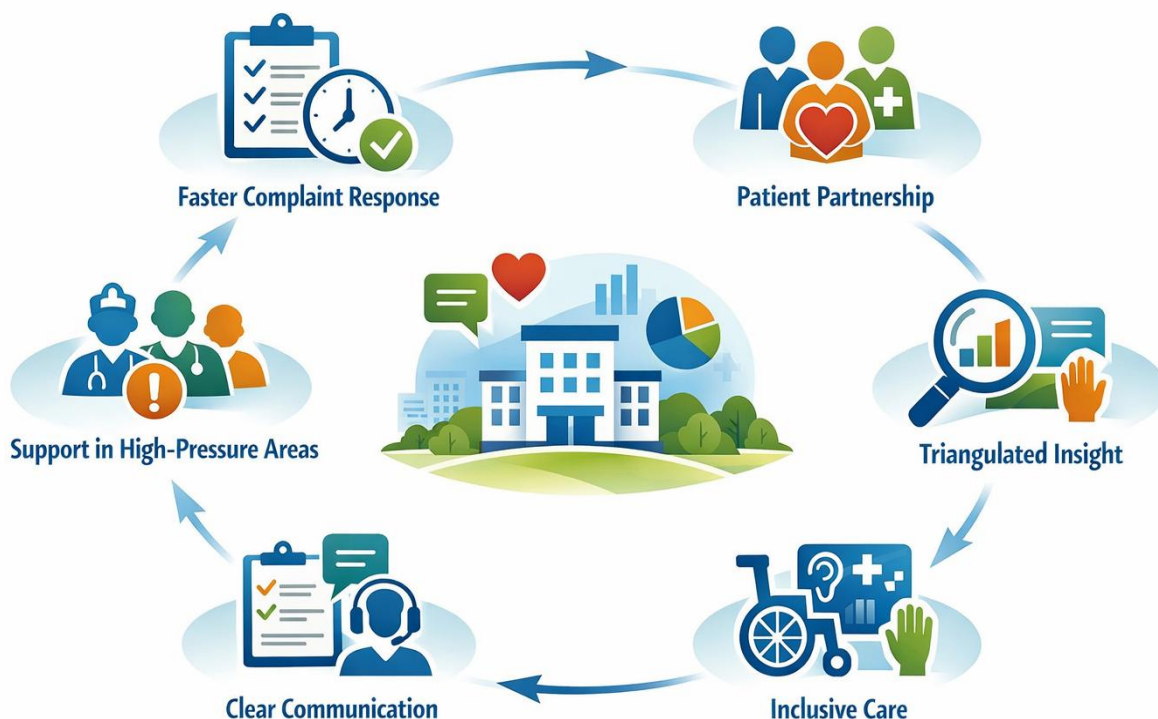 Faster Complaint Response
Patient Partnership
Support in High-Pressure Areas
Triangulated Insight
Clear Communication
Inclusive Care